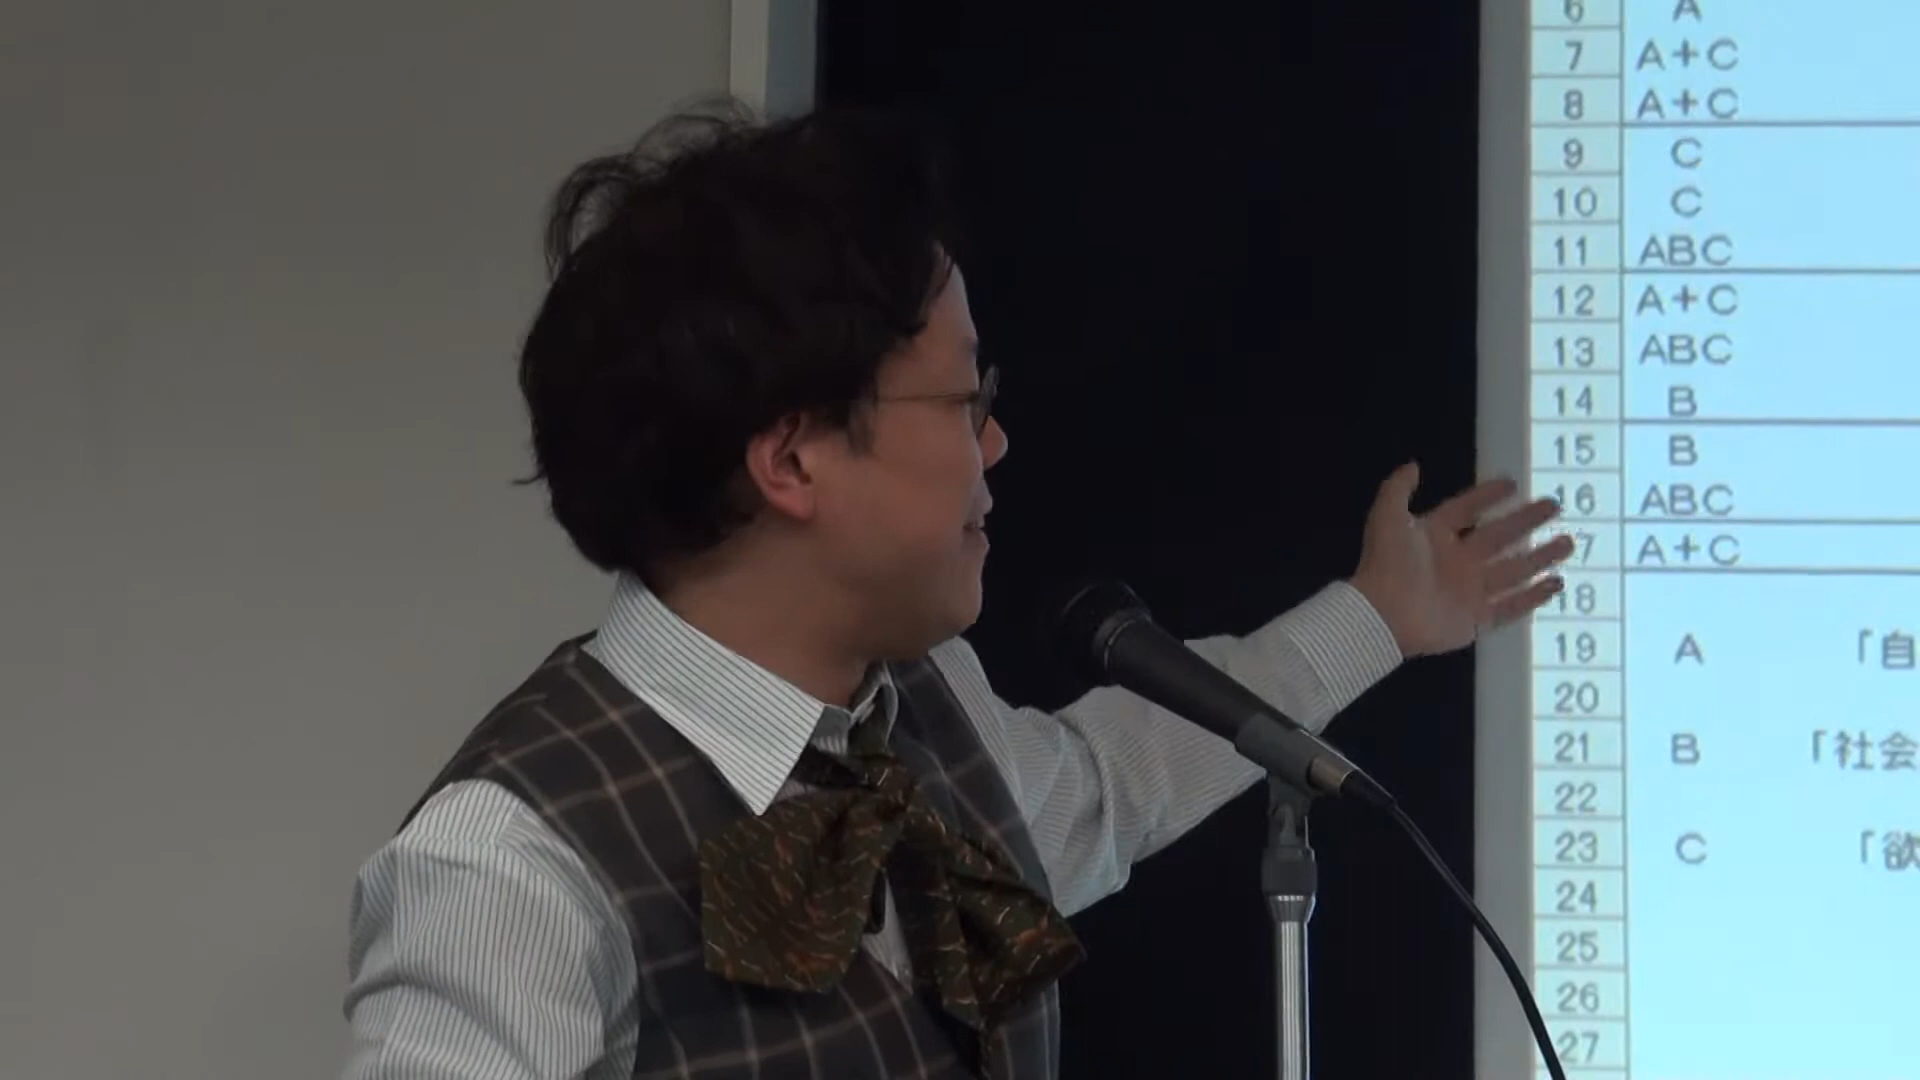 6 A
7 A+C
8 A+C
9 C
10 C
11 ABC
12 A+C
13 ABC
14 B
15 B
16 ABC
17 A+C
18
19 A 「自
20
21 B 「社会
22
23 C 「欲
24
25
26
27